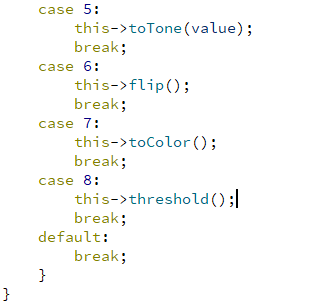 case 5:
this->toTone(value);
break;
case 6:
this->flip();
break;
case 7:
this->toColor();
break;
case 8:
this->threshold();
break;
default:
break;
}
}